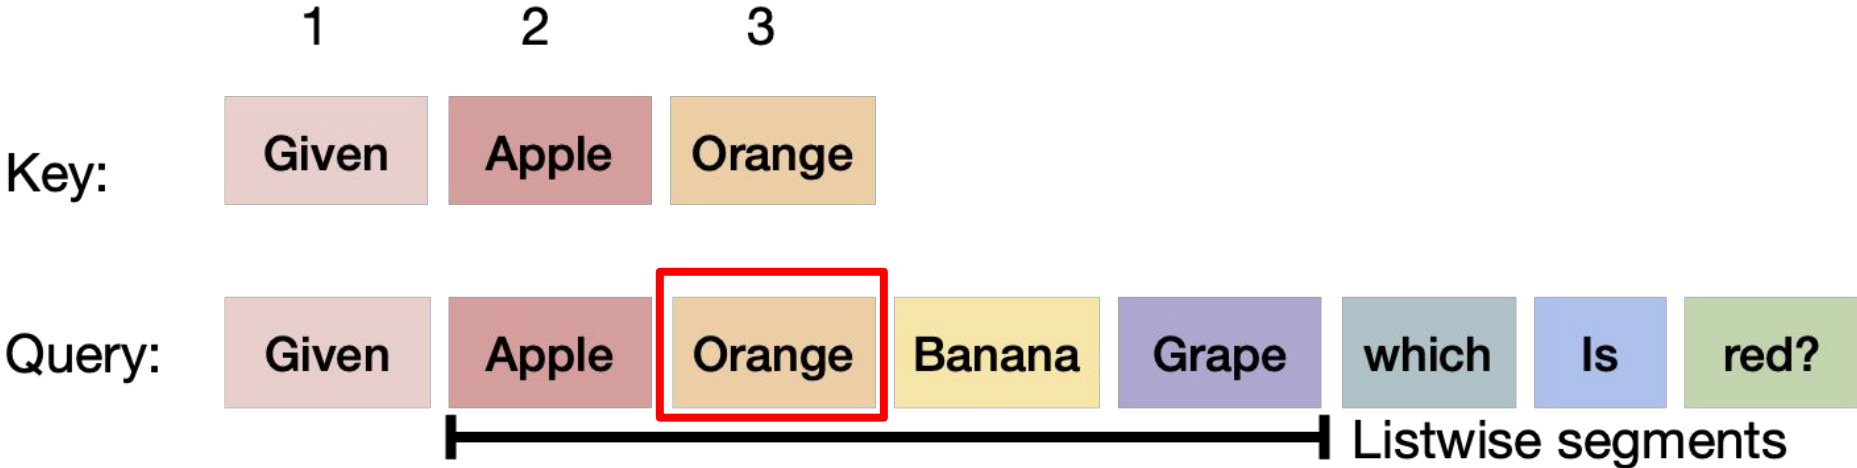 1 2 3
Key: Given Apple Orange
Query: Given Apple Orange Banana Grape which Is red?
Listwise segments